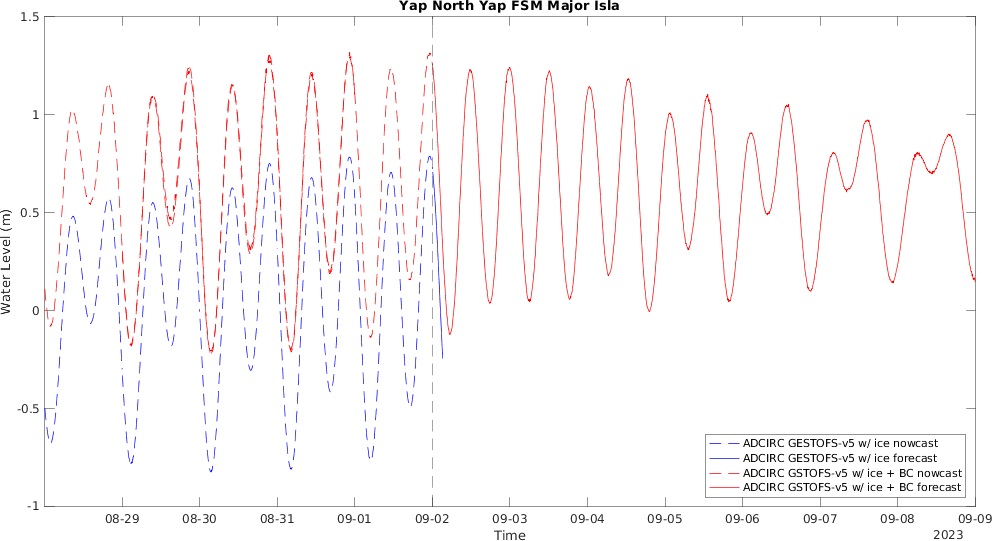 Yap North Yap FSM Major Isla
1.5
1
0.5
0
-0.5
-1
Water Level (m)
08-29 08-30 08-31 09-01 09-02 09-03 09-04 09-05 09-06 09-07 09-08 09-09
Time
2023
ADCIRC GESTOFS-v5 w/ ice nowcast
ADCIRC GESTOFS-v5 w/ ice forecast
ADCIRC GSTOFS-v5 w/ ice + BC nowcast
ADCIRC GSTOFS-v5 w/ ice + BC forecast